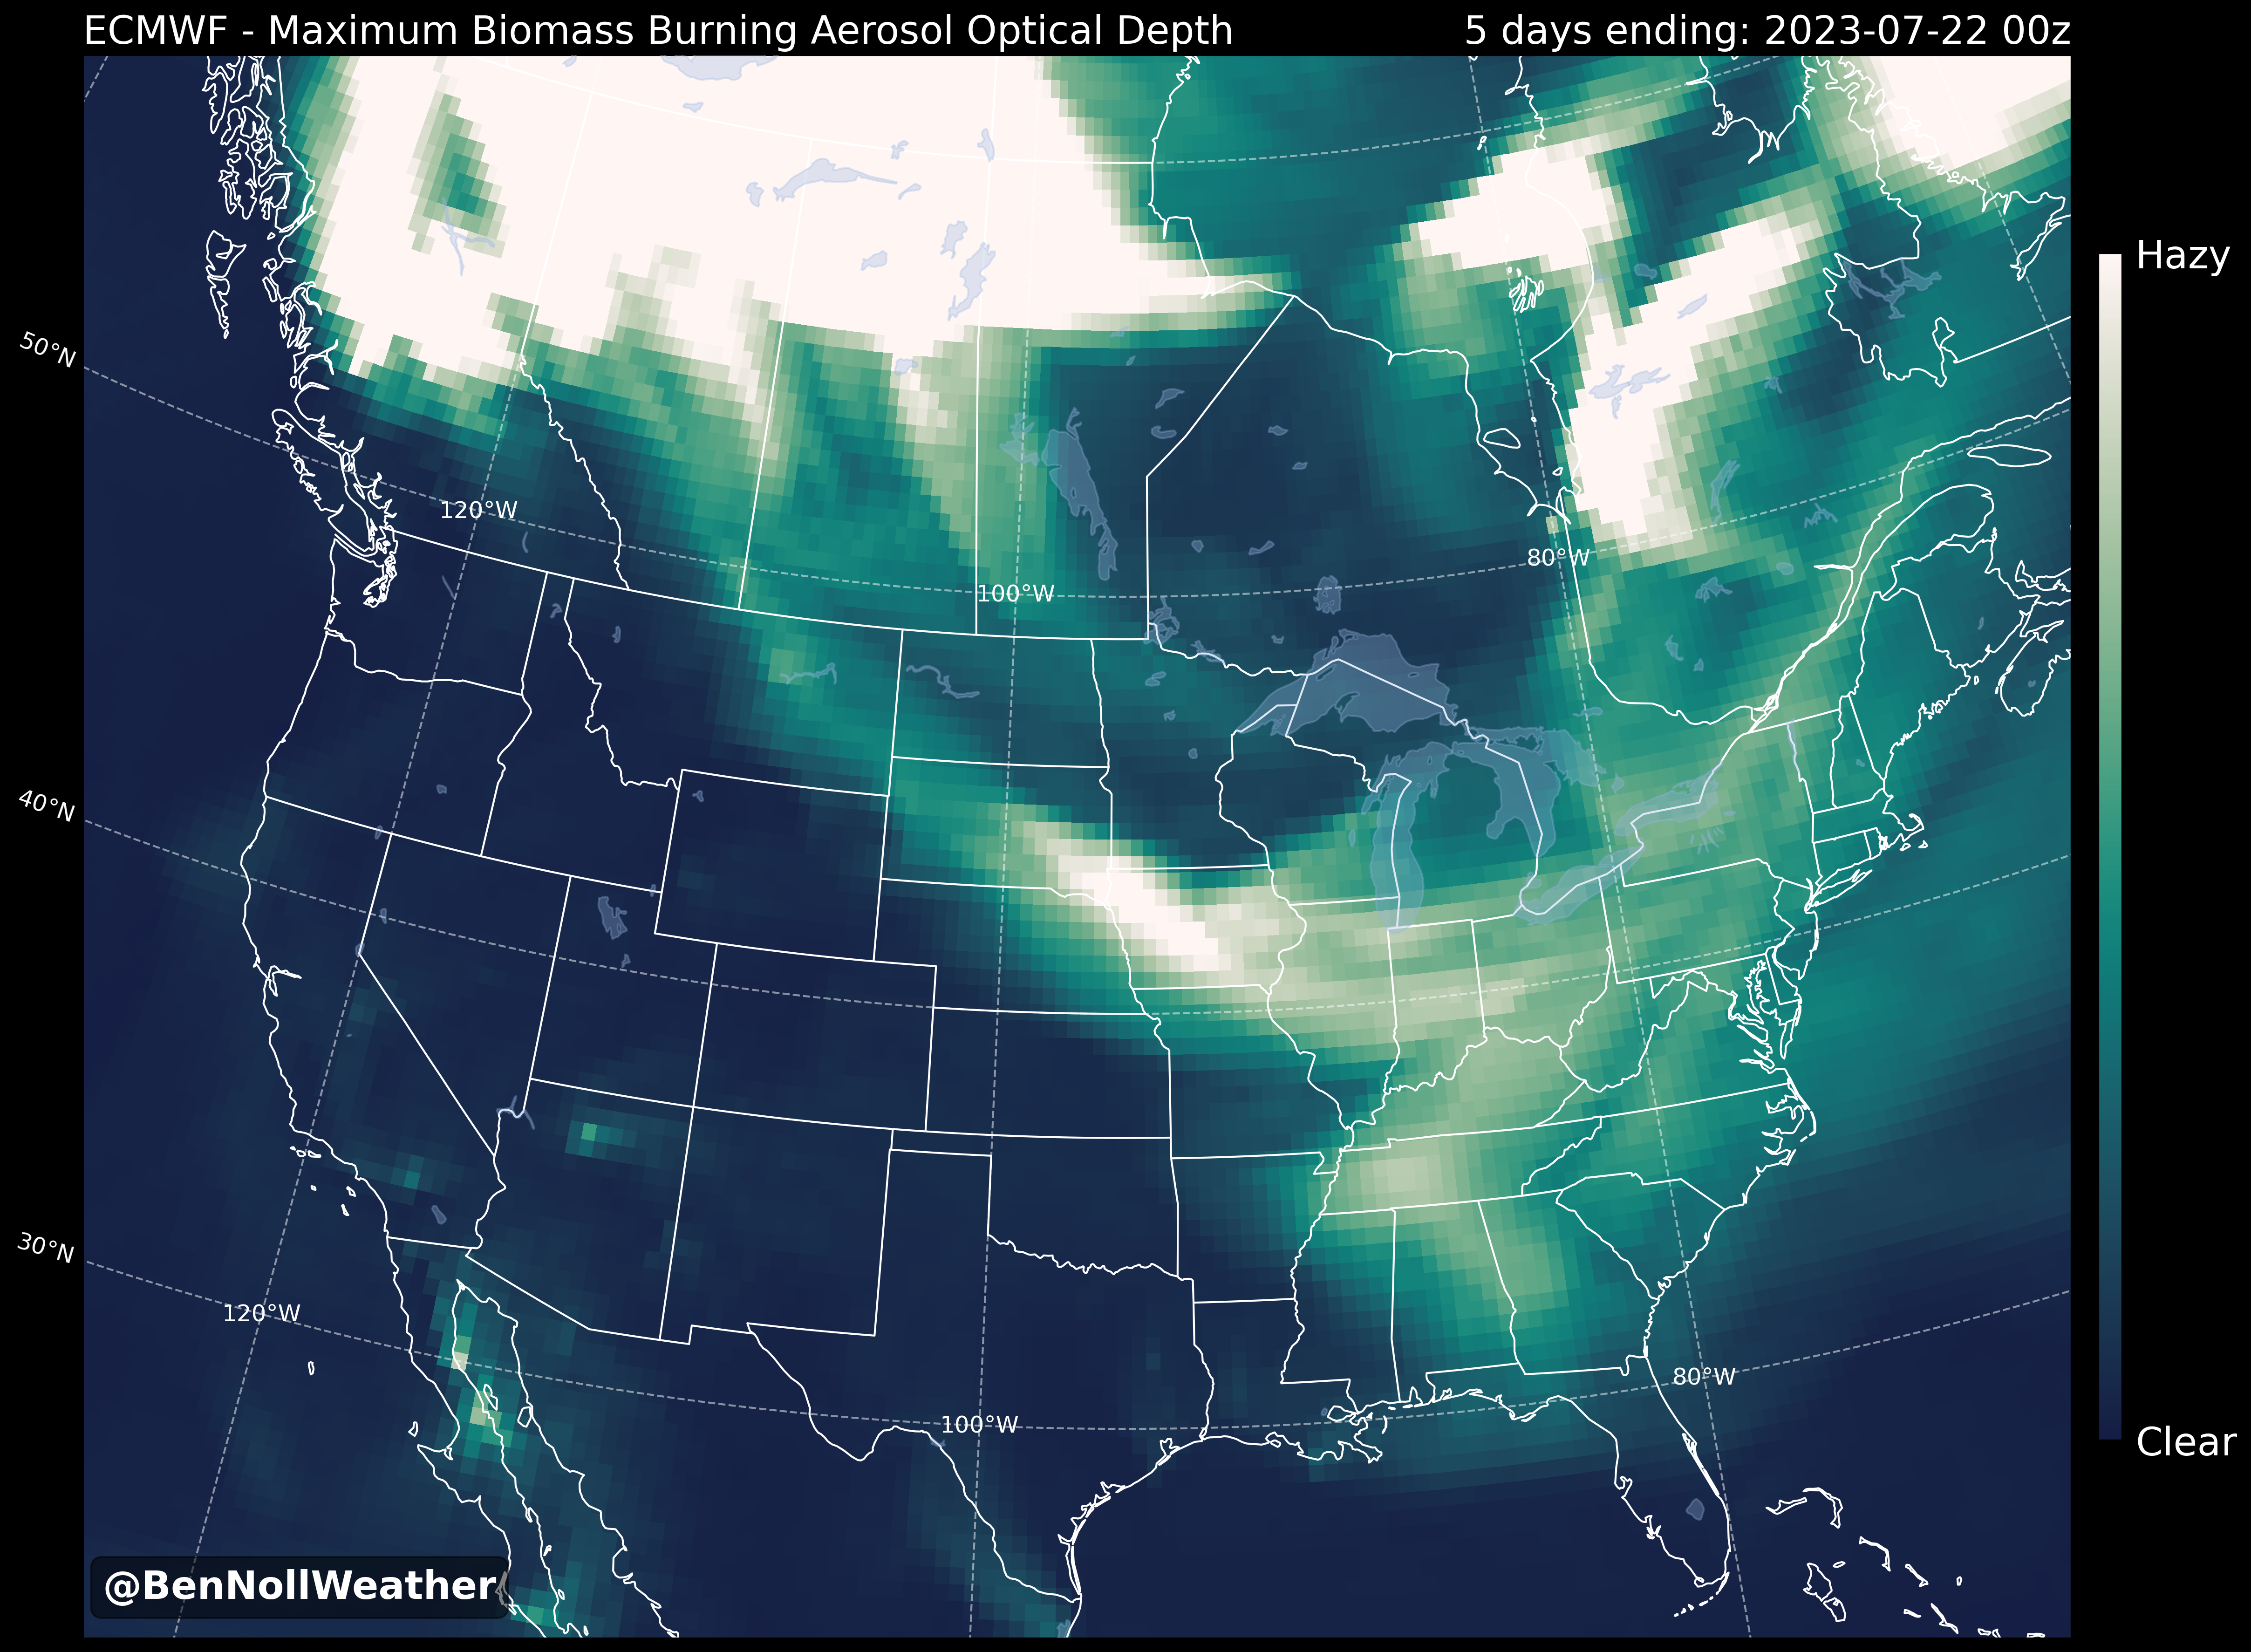 ECMWF - Maximum Biomass Burning Aerosol Optical Depth
5 days ending: 2023-07-22 00z
Hazy
50°N
120°W
80°W
100°W
40°N
30°N
120°W
80°W
100°W
Clear
@BenNollWeather